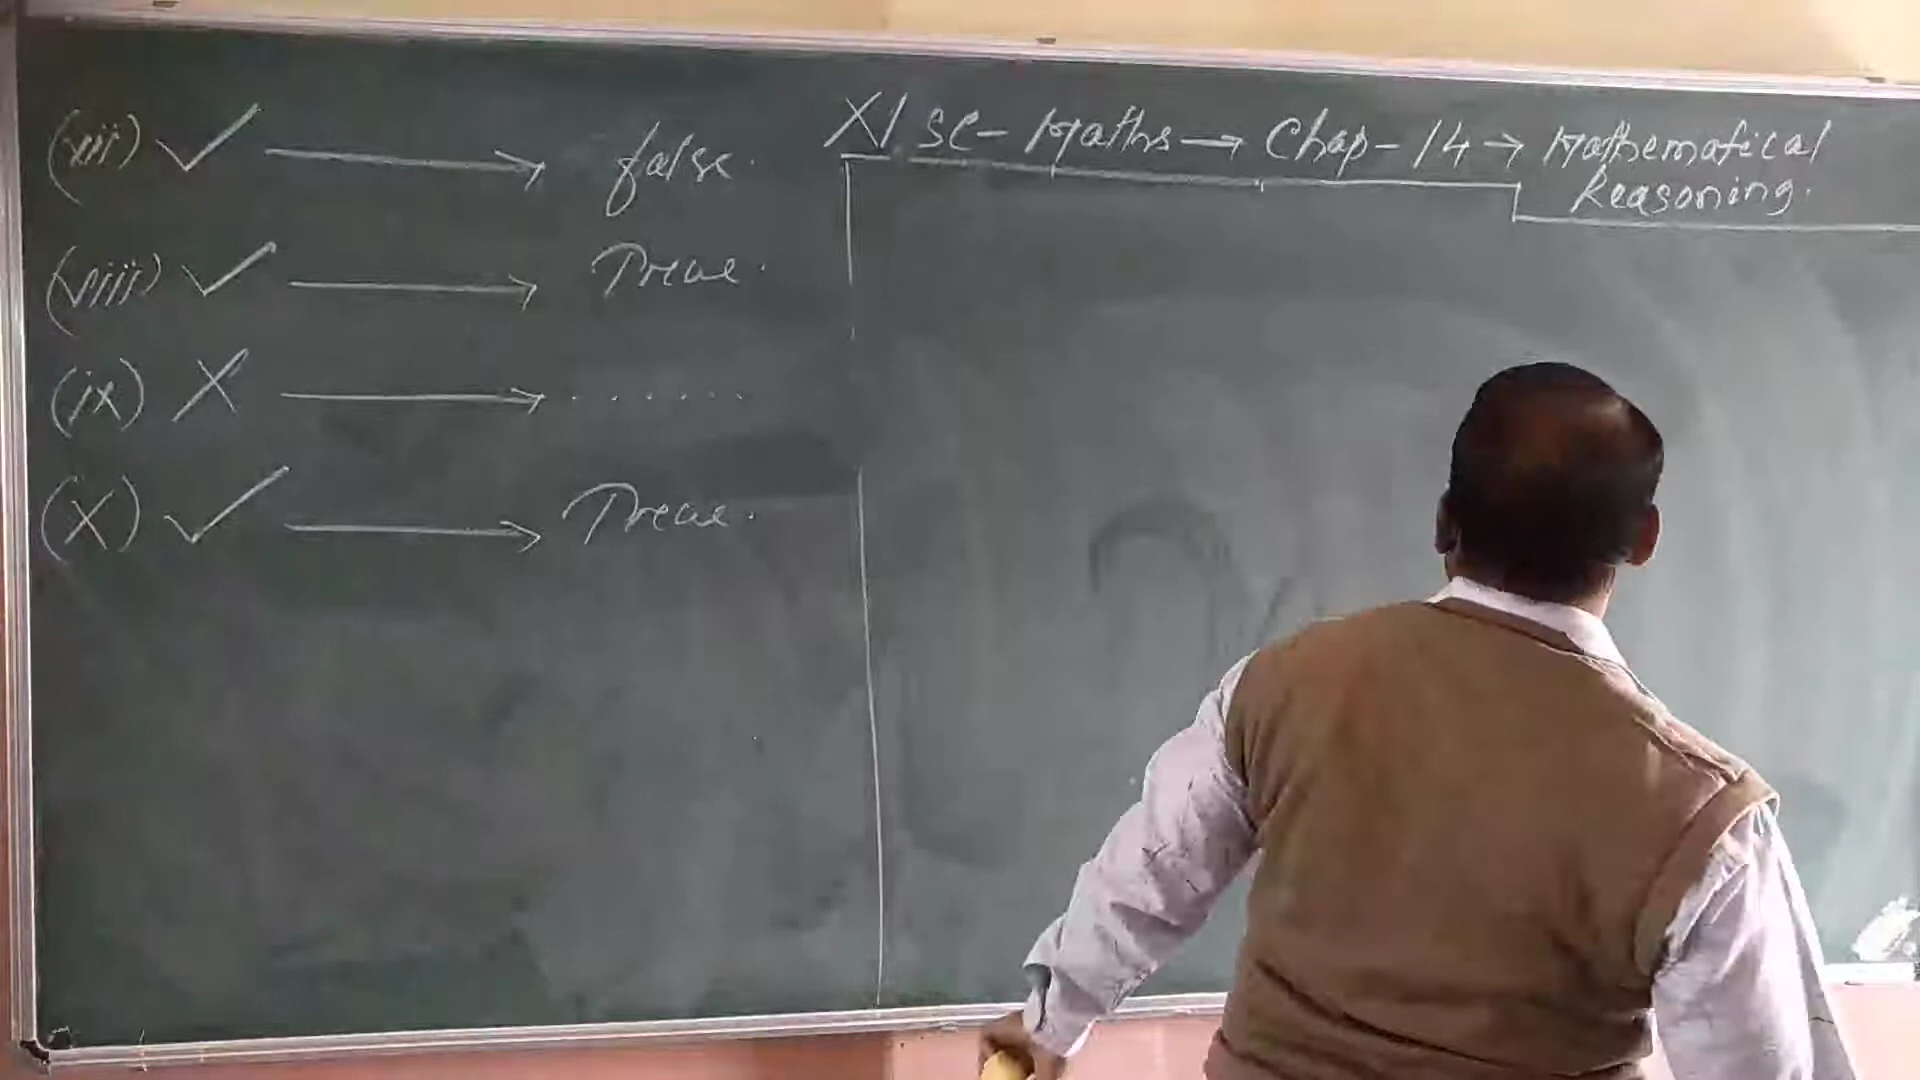 (vii) ✓ → false.
(viii) ✓ → True.
(ix) X → .......
(x) ✓ → True.
XI SC - Maths → Chap - 14 → Mathematical
Reasoning.